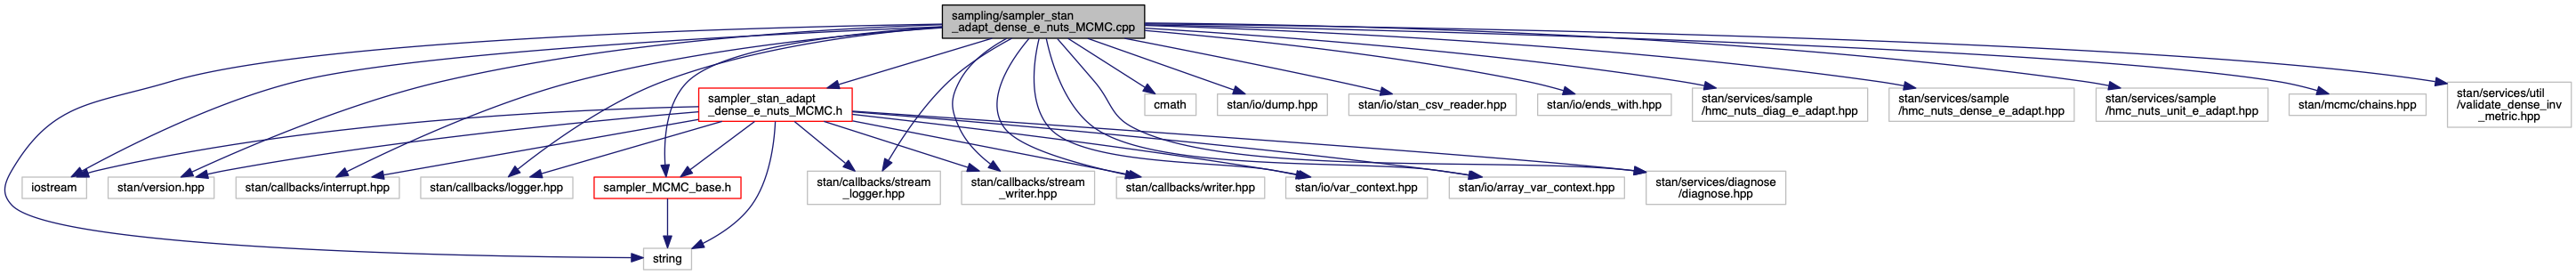 sampling/sampler_stan
_adapt_dense_e_nuts_MCMC.cpp
sampler_stan_adapt
_dense_e_nuts_MCMC.h
cmath
stan/io/dump.hpp
stan/io/stan_csv_reader.hpp
stan/io/ends_with.hpp
stan/services/sample
/hmc_nuts_diag_e_adapt.hpp
stan/services/sample
/hmc_nuts_dense_e_adapt.hpp
stan/services/sample
/hmc_nuts_unit_e_adapt.hpp
stan/mcmc/chains.hpp
stan/services/util
/validate_dense_inv
_metric.hpp
iostream
stan/version.hpp
stan/callbacks/interrupt.hpp
stan/callbacks/logger.hpp
sampler_MCMC_base.h
stan/callbacks/stream
_logger.hpp
stan/callbacks/stream
_writer.hpp
stan/callbacks/writer.hpp
stan/io/var_context.hpp
stan/io/array_var_context.hpp
stan/services/diagnose
/diagnose.hpp
string